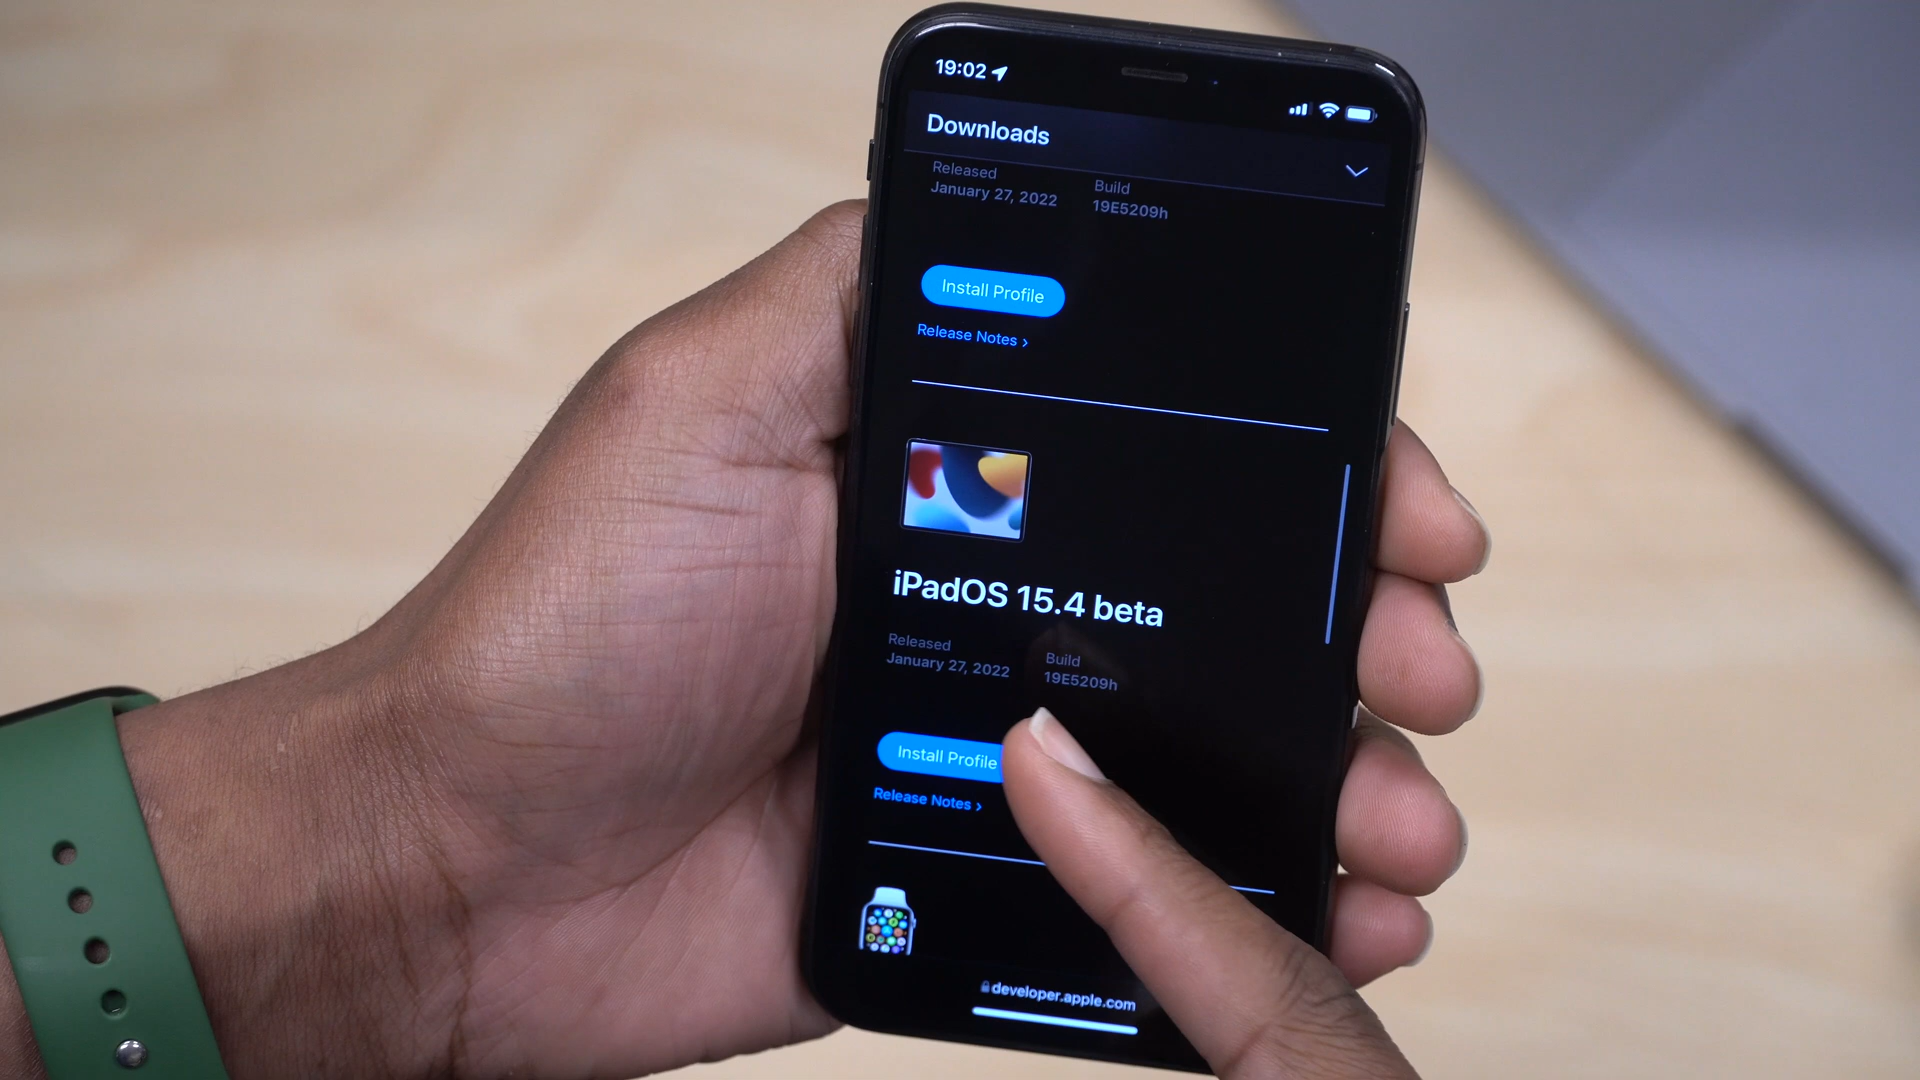 19:02
Downloads
Released
January 27, 2022
Build
19E5209h
Install Profile
Release Notes >
iPadOS 15.4 beta
Released
January 27, 2022
Build
19E5209h
Install Profile
Release Notes >
developer.apple.com